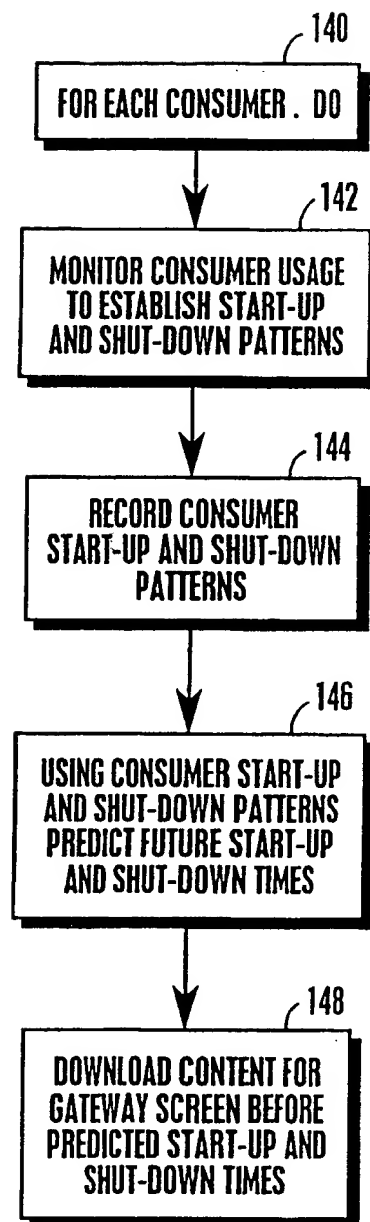 140
FOR EACH CONSUMER . DO
142
MONITOR CONSUMER USAGE
TO ESTABLISH START-UP
AND SHUT-DOWN PATTERNS
144
RECORD CONSUMER
START-UP AND SHUT-DOWN
PATTERNS
146
USING CONSUMER START-UP
AND SHUT-DOWN PATTERNS
PREDICT FUTURE START-UP
AND SHUT-DOWN TIMES
148
DOWNLOAD CONTENT FOR
GATEWAY SCREEN BEFORE
PREDICTED START-UP AND
SHUT-DOWN TIMES